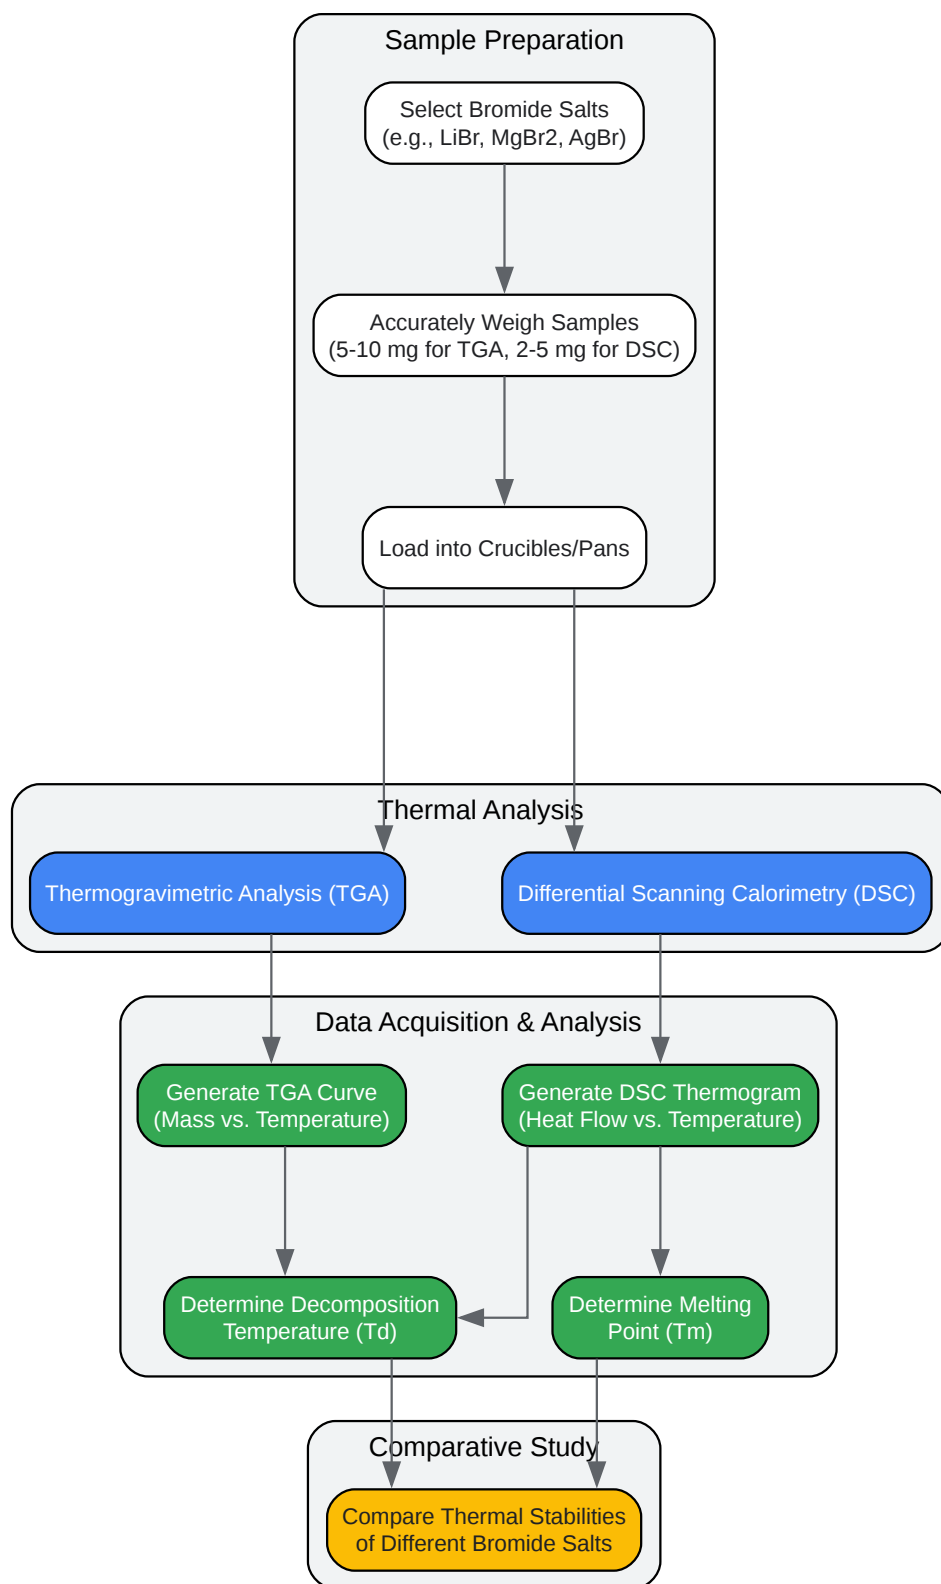 Sample Preparation
Select Bromide Salts
(e.g., LiBr, MgBr2, AgBr)
Accurately Weigh Samples
(5-10 mg for TGA, 2-5 mg for DSC)
Load into Crucibles/Pans
Thermal Analysis
Thermogravimetric Analysis (TGA)
Differential Scanning Calorimetry (DSC)
Data Acquisition & Analysis
Generate TGA Curve
(Mass vs. Temperature)
Generate DSC Thermogram
(Heat Flow vs. Temperature)
Determine Decomposition
Temperature (Td)
Determine Melting
Point (Tm)
Comparative Study
Compare Thermal Stabilities
of Different Bromide Salts